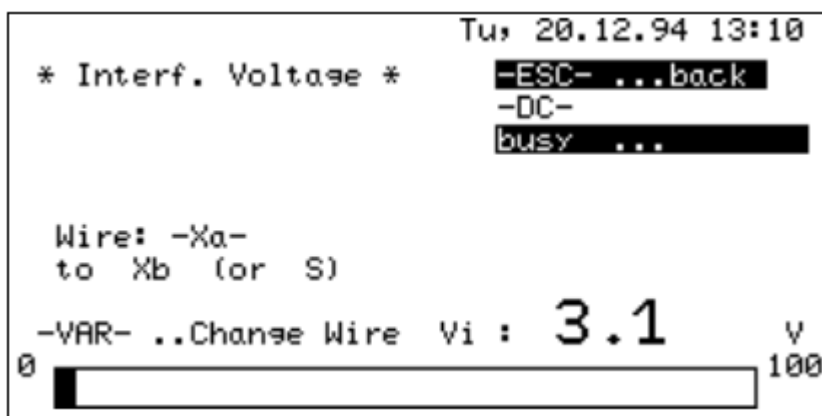 Tu, 20.12.94 13:10
* Interf. Voltage *
-ESC- ...back
-DC-
busy ...
Wire: -Xa-
to Xb (or S)
-VAR- ..Change Wire Vi : 3.1 V
0 100